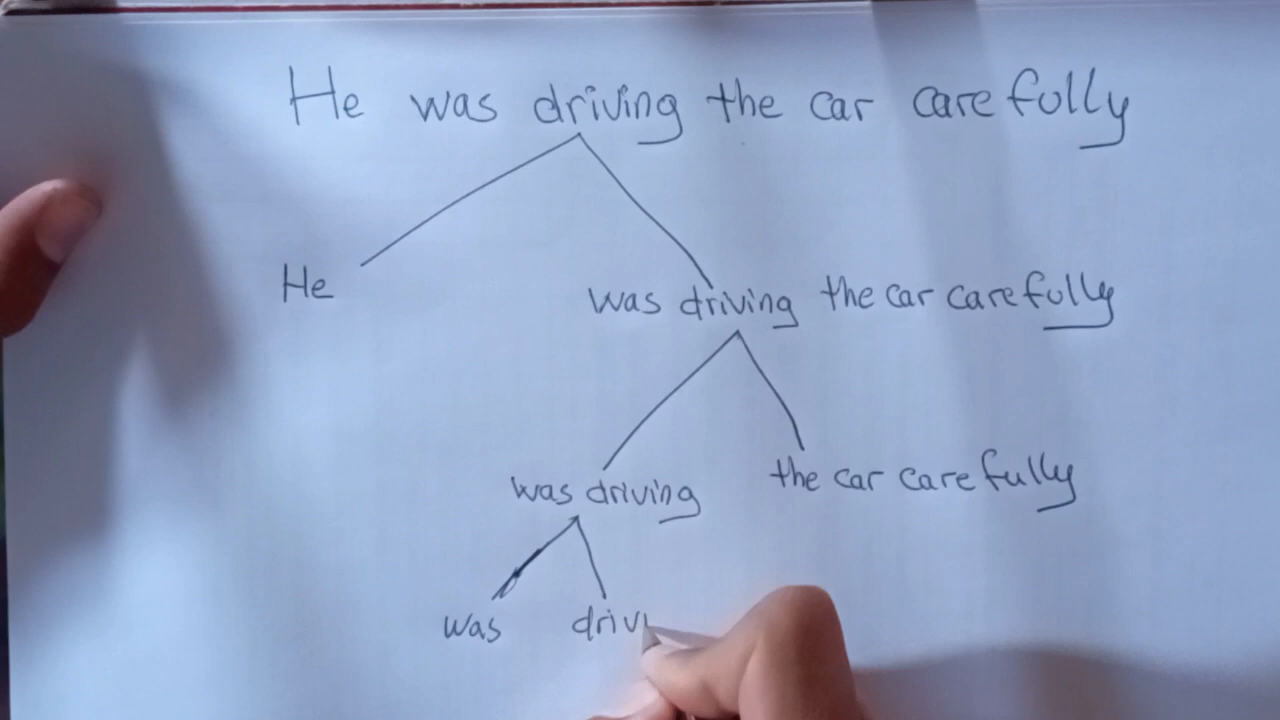 He was driving the car carefully
He
was driving the car carefully
was driving
the car carefully
was